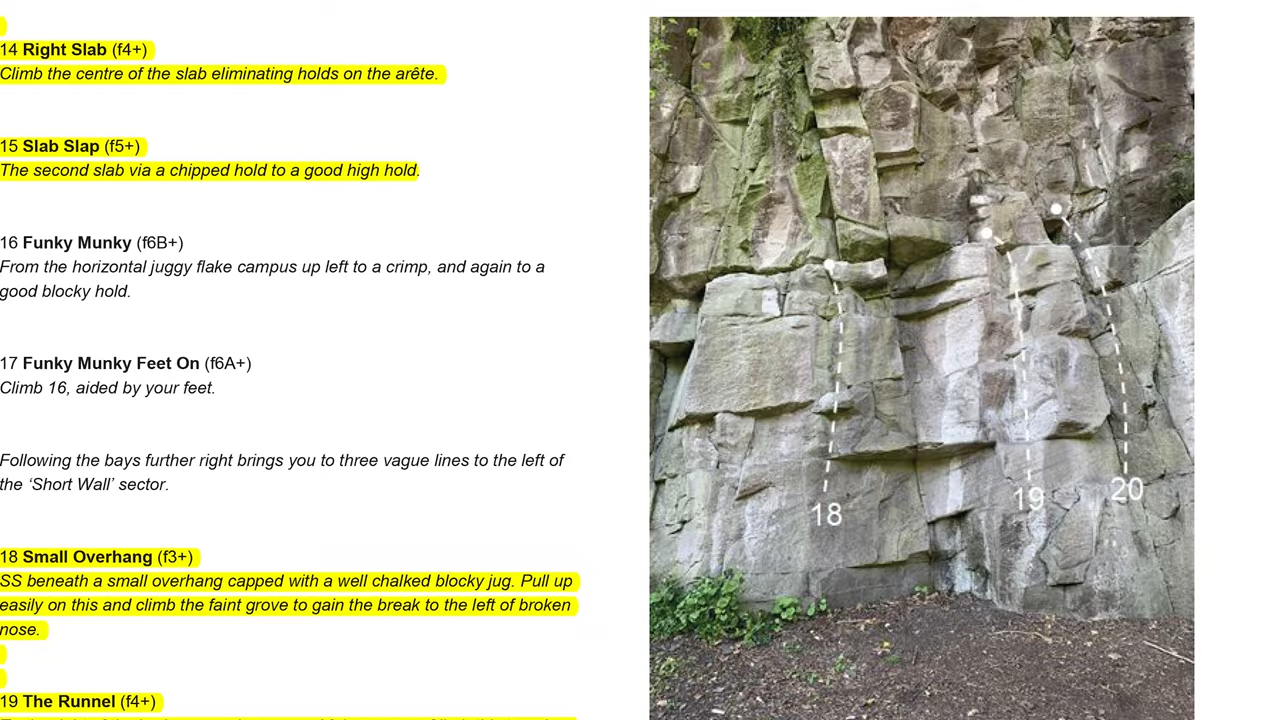 14 Right Slab (f4+)
Climb the centre of the slab eliminating holds on the arête.
15 Slab Slap (f5+)
The second slab via a chipped hold to a good high hold.
16 Funky Munky (f6B+)
From the horizontal juggy flake campus up left to a crimp, and again to a
good blocky hold.
17 Funky Munky Feet On (f6A+)
Climb 16, aided by your feet.
Following the bays further right brings you to three vague lines to the left of
the ‘Short Wall’ sector.
18 Small Overhang (f3+)
SS beneath a small overhang capped with a well chalked blocky jug. Pull up
easily on this and climb the faint grove to gain the break to the left of broken
nose.
19 The Runnel (f4+)
18
19
20